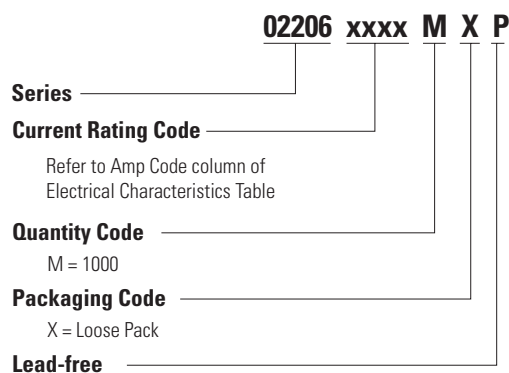 02206 xxxx M X P
Series
Current Rating Code
Refer to Amp Code column of
Electrical Characteristics Table
Quantity Code
M = 1000
Packaging Code
X = Loose Pack
Lead-free